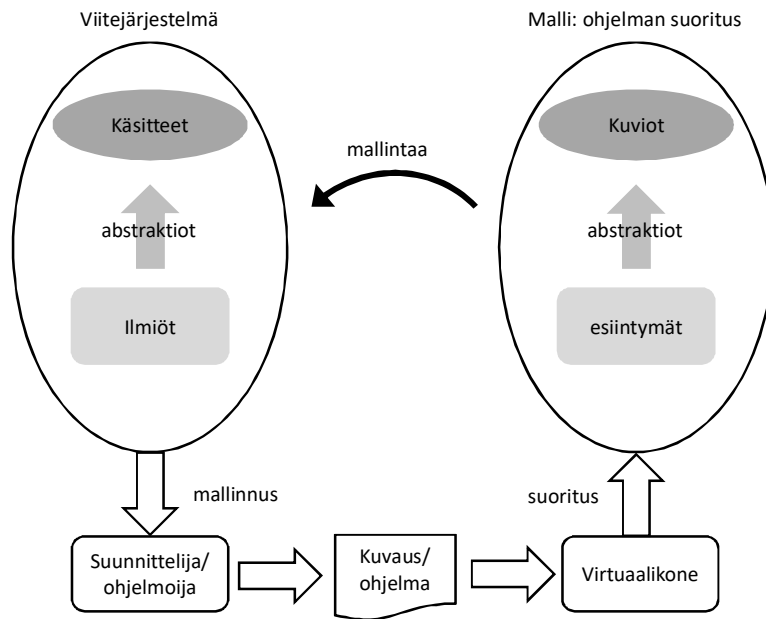 Viitejärjestelmä
Malli: ohjelman suoritus
Käsitteet
Kuviot
mallintaa
abstraktiot
abstraktiot
Ilmiöt
esiintymät
mallinnus
suoritus
Suunnittelija/
ohjelmoija
Kuvaus/
ohjelma
Virtuaalikone